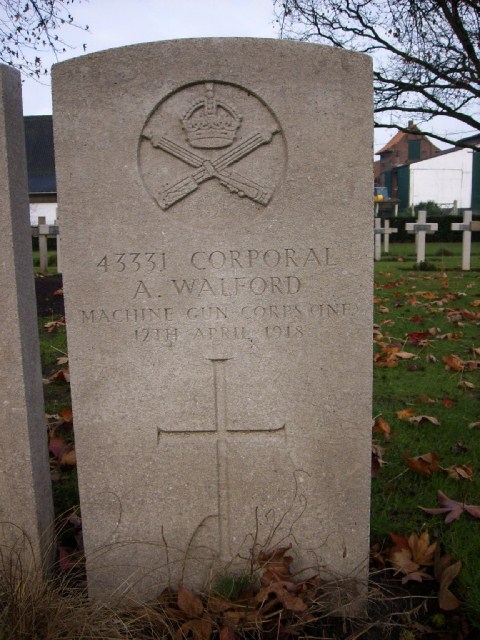 43331 CORPORAL
A. WALFORD
MACHINE GUN CORPS (INF.
12TH APRIL 1918